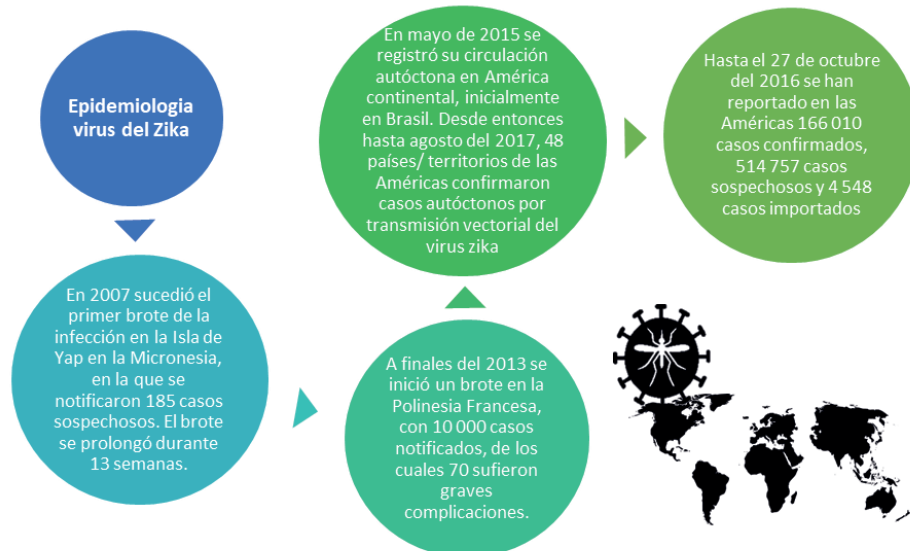 Epidemiologia
virus del Zika
En 2007 sucedió el
primer brote de la
infección en la Isla de
Yap en la Micronesia,
en la que se
notificaron 185 casos
sospechosos. El brote
se prolongó durante
13 semanas.
A finales del 2013 se
inició un brote en la
Polinesia Francesa,
con 10 000 casos
notificados, de los
cuales 70 sufieron
graves
complicaciones.
En mayo de 2015 se
registró su circulación
autóctona en América
continental, inicialmente
en Brasil. Desde entonces
hasta agosto del 2017, 48
países/ territorios de las
Américas confirmaron
casos autóctonos por
transmisión vectorial del
virus zika
Hasta el 27 de octubre
del 2016 se han
reportado en las
Américas 166 010
casos confirmados,
514 757 casos
sospechosos y 4 548
casos importados